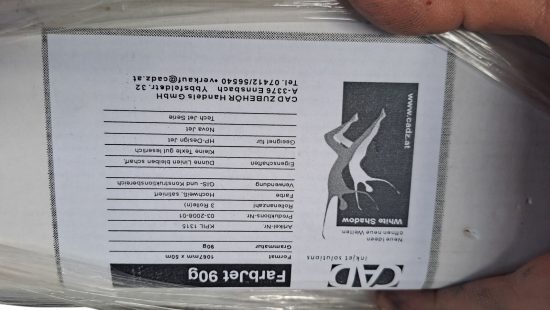 CAD
inkjet solutions
FarbJet 90g
Neue Ideen
öffnen neue Welten
White Shadow
www.cadz.at
Format 1067mm x 50m
Grammatur 90g
Artikel-Nr. KPIL 1315
Produktions-Nr. 03-2008-01
Rollenanzahl 3 Rolle(n)
Farbe Hochweiß, satiniert
Verwendung GIS- und Konstruktionsbereich
Eigenschaften Dünne Linien bleiben scharf.
Kleine Texte gut leserlich
Geeignet für HP-Design Jet
Nova Jet
Tech Jet Serie
CAD ZUBEHÖR Handels GmbH
A-3376 Ennsbach Ybbsfeldstr. 32
Tel. 07412/56540 •verkauf@cadz.at